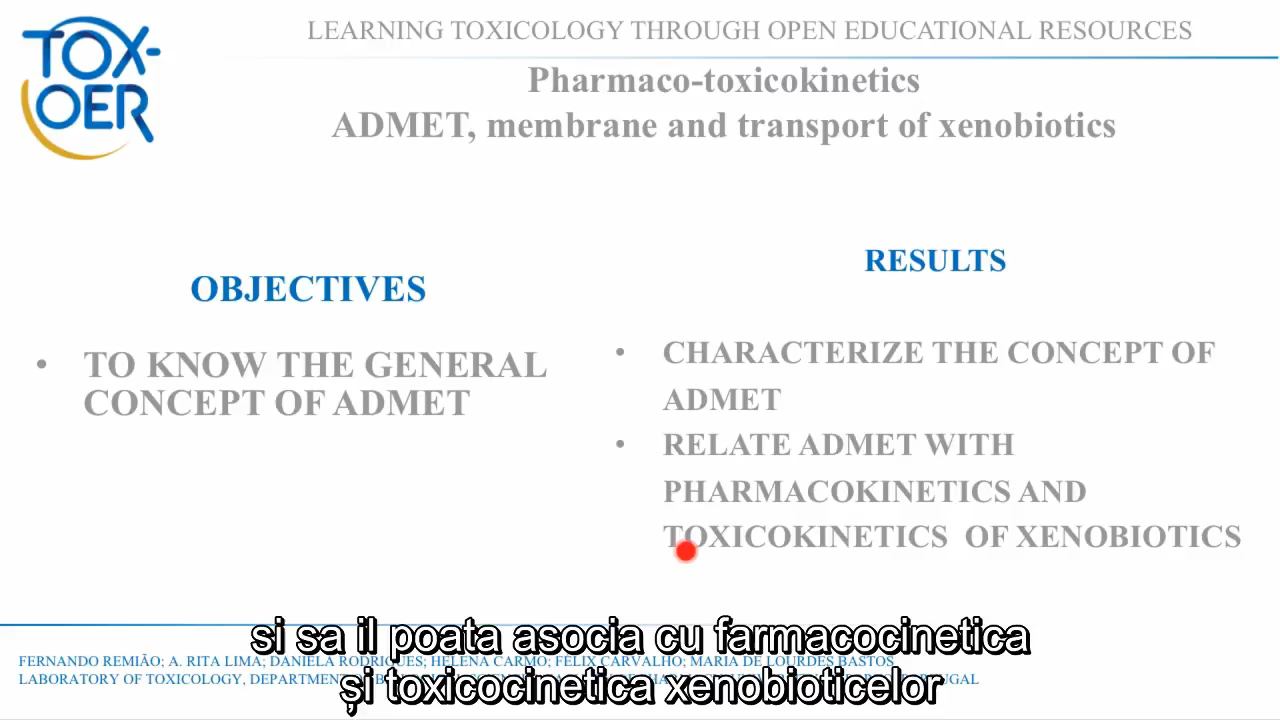 TOX-
OER
LEARNING TOXICOLOGY THROUGH OPEN EDUCATIONAL RESOURCES
Pharmaco-toxicokinetics
ADMET, membrane and transport of xenobiotics
OBJECTIVES
• TO KNOW THE GENERAL
CONCEPT OF ADMET
RESULTS
• CHARACTERIZE THE CONCEPT OF
ADMET
• RELATE ADMET WITH
PHARMACOKINETICS AND
TOXICOKINETICS OF XENOBIOTICS
si sa il poata asocia cu farmacocinetica
și toxicocinetica xenobioticelor
FERNANDO REMIÃO; A. RITA LIMA; DANIELA RODRIGUES; HELENA CARMO; FÉLIX CARVALHO; MARIA DE LOURDES BASTOS
LABORATORY OF TOXICOLOGY, DEPARTMENT